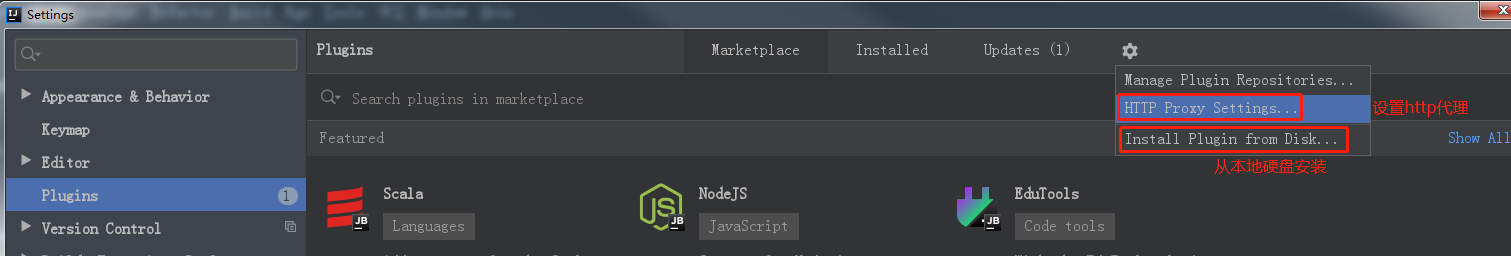 Settings
Plugins
Marketplace
Installed
Updates (1)
Manage Plugin Repositories...
Appearance & Behavior
Search plugins in marketplace
HTTP Proxy Settings...
设置http代理
Keymap
Featured
Install Plugin from Disk...
Show All
Editor
从本地硬盘安装
Plugins
1
Scala
NodeJS
EduTools
JS
JB
JB
JB
Languages
JavaScript
Code tools
Version Control